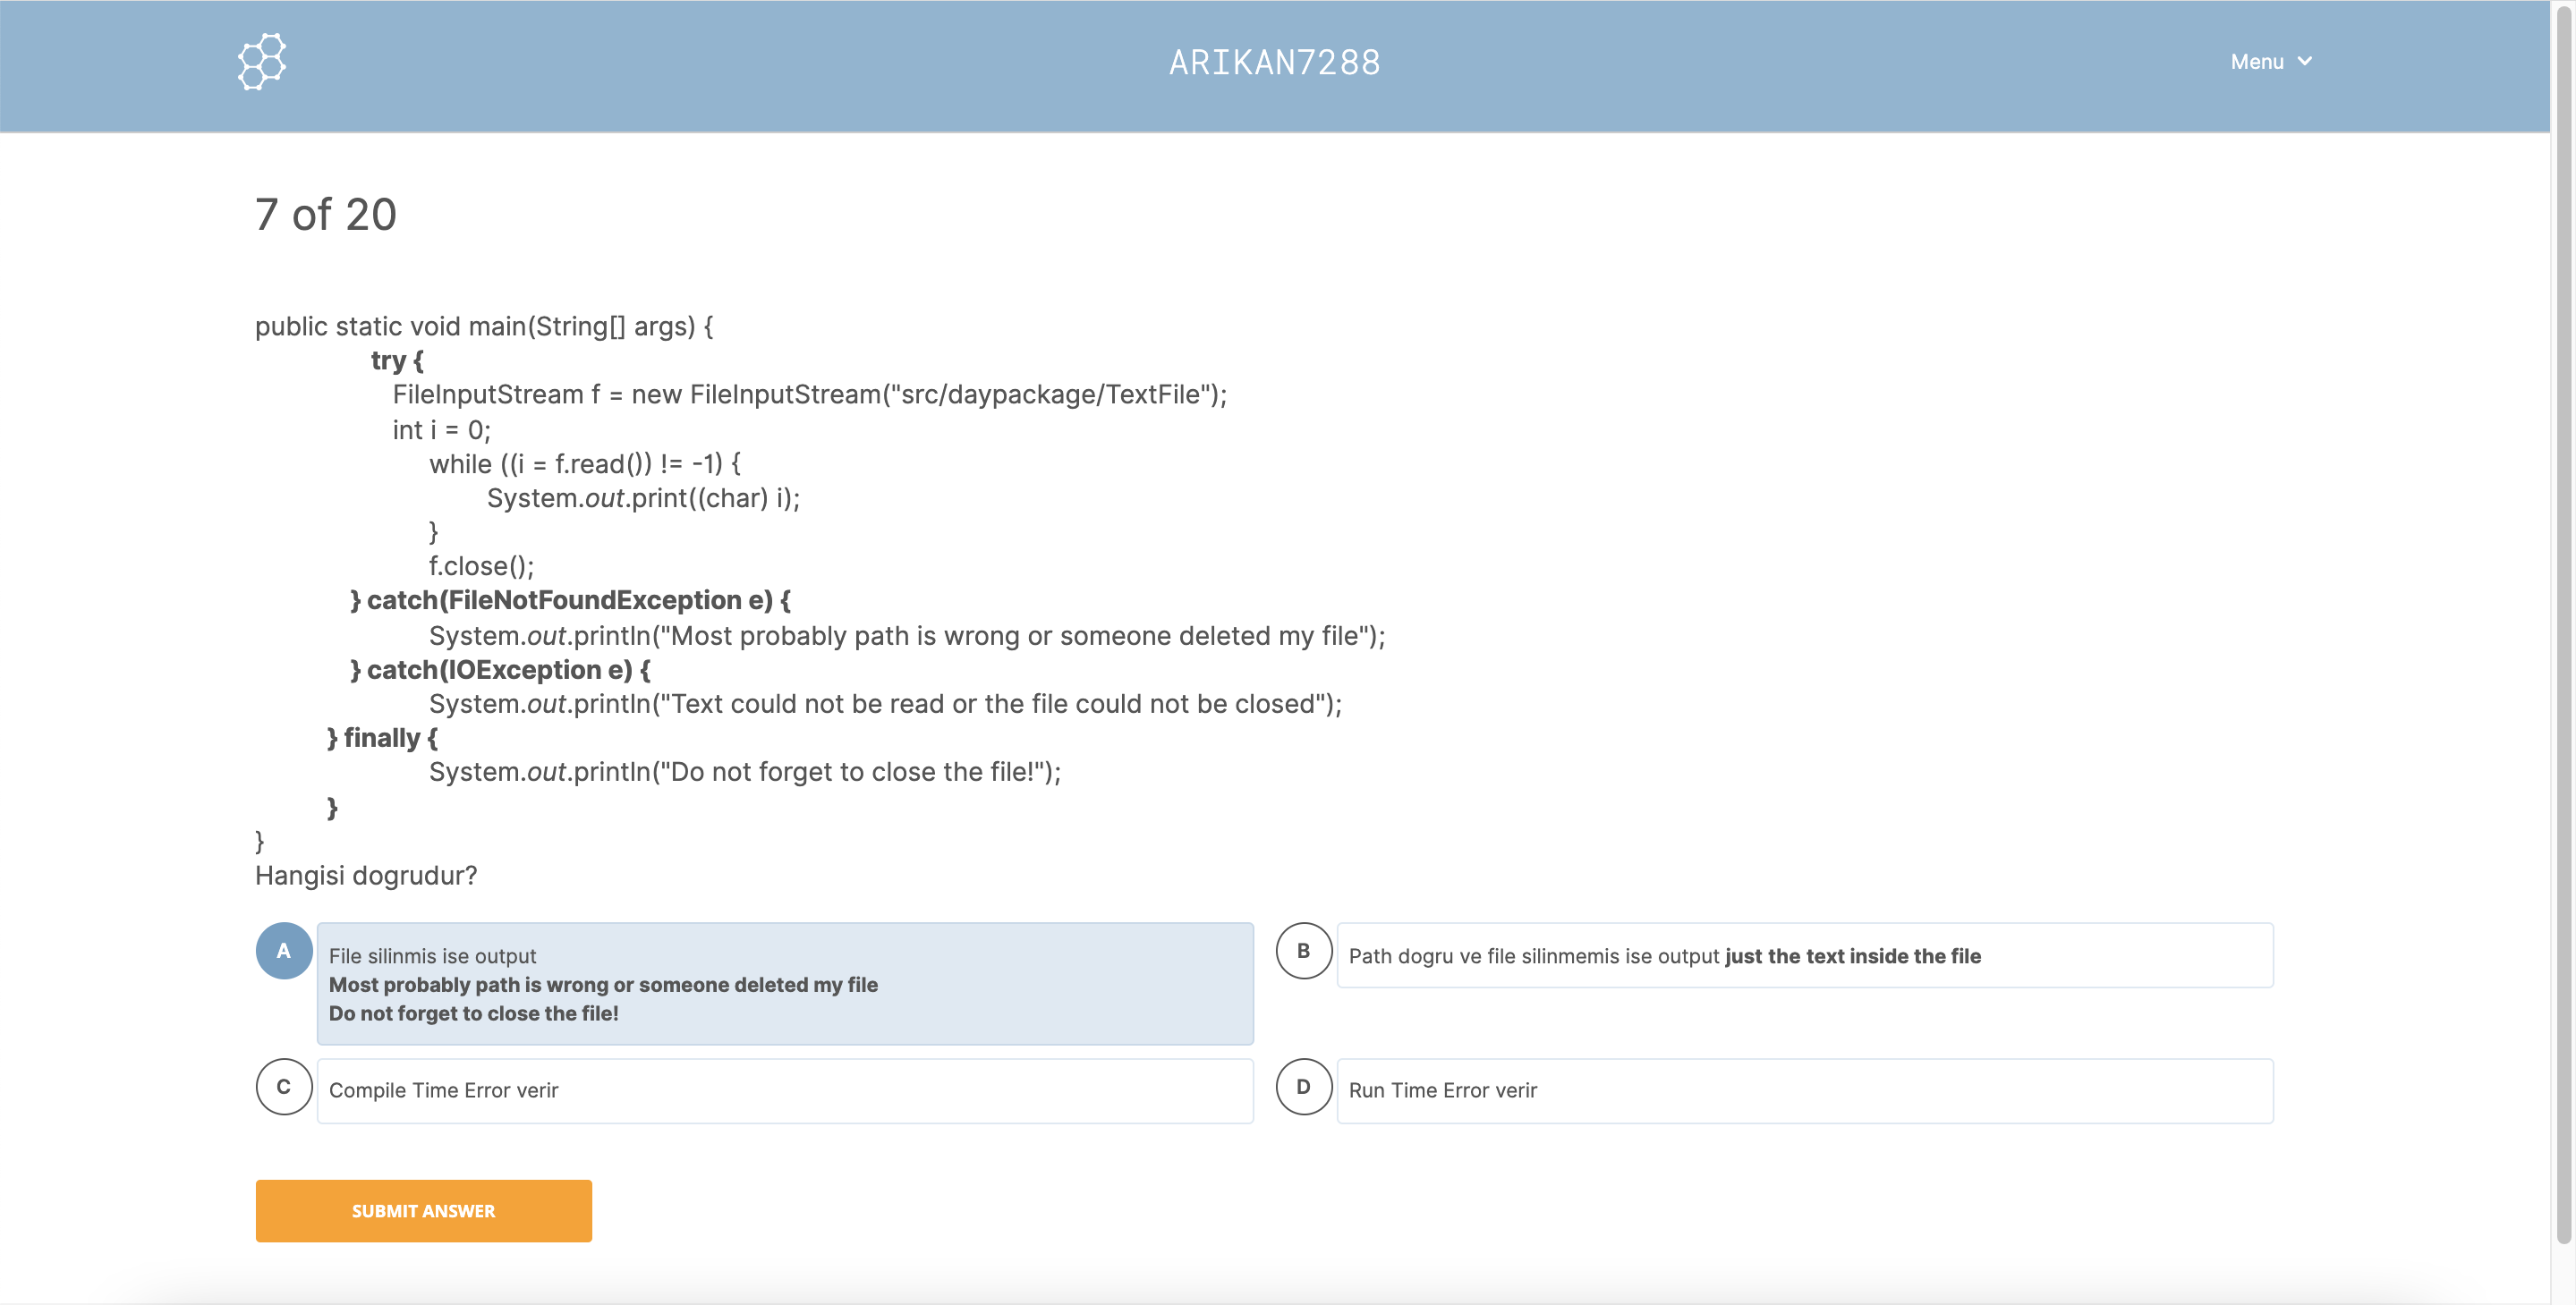 ARIKAN7288
Menu
7 of 20
public static void main(String[] args) {
try {
FileInputStream f = new FileInputStream("src/daypackage/TextFile");
int i = 0;
while ((i = f.read()) != -1) {
System.out.print((char) i);
}
f.close();
} catch(FileNotFoundException e) {
System.out.println("Most probably path is wrong or someone deleted my file");
} catch(IOException e) {
System.out.println("Text could not be read or the file could not be closed");
} finally {
System.out.println("Do not forget to close the file!");
}
}
Hangisi dogrudur?
A
File silinmis ise output
Most probably path is wrong or someone deleted my file
Do not forget to close the file!
B
Path dogru ve file silinmemis ise output just the text inside the file
C
Compile Time Error verir
D
Run Time Error verir
SUBMIT ANSWER